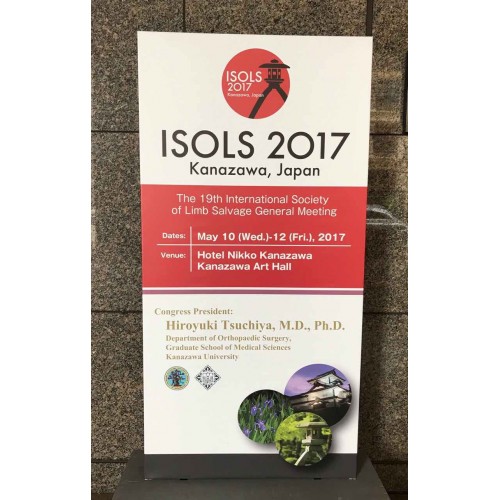 ISOLS
2017
Kanazawa, Japan
ISOLS 2017
Kanazawa, Japan
The 19th International Society
of Limb Salvage General Meeting
Dates: May 10 (Wed.)-12 (Fri.), 2017
Venue: Hotel Nikko Kanazawa
Kanazawa Art Hall
Congress President:
Hiroyuki Tsuchiya, M.D., Ph.D.
Department of Orthopaedic Surgery,
Graduate School of Medical Sciences
Kanazawa University